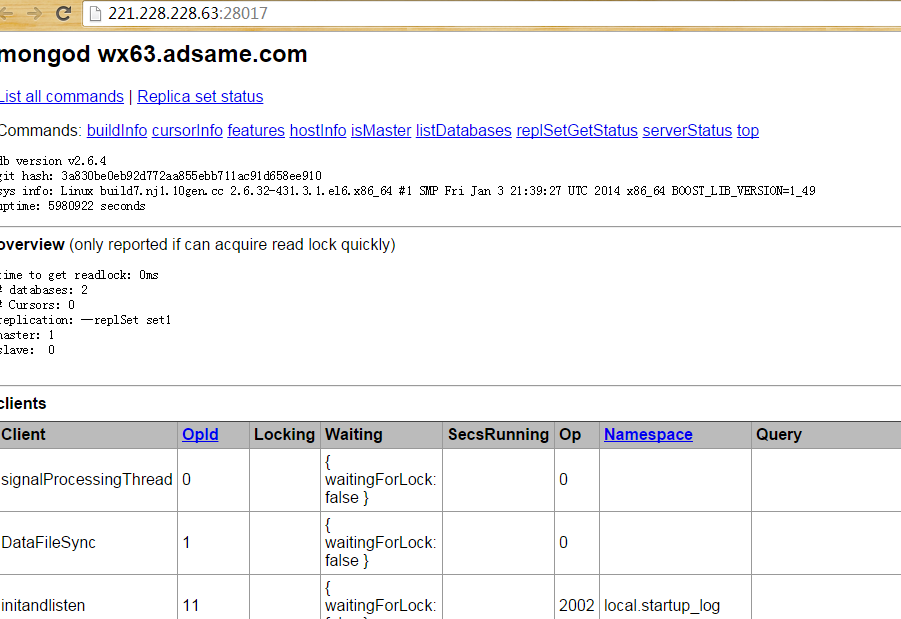 221.228.228.63:28017
mongod wx63.adsame.com
List all commands | Replica set status
Commands: buildInfo cursorInfo features hostInfo isMaster listDatabases replSetGetStatus serverStatus top
db version v2.6.4
git hash: 3a830be0eb92d772aa855ebb711ac91d658ee910
sys info: Linux build7.nj1.10gen.cc 2.6.32-431.3.1.el6.x86_64 #1 SMP Fri Jan 3 21:39:27 UTC 2014 x86_64 BOOST_LIB_VERSION=1_49
uptime: 5980922 seconds
overview (only reported if can acquire read lock quickly)
time to get readlock: 0ms
# databases: 2
# Cursors: 0
replication: --replSet set1
master: 1
slave: 0
clients
Client OpId Locking Waiting SecsRunning Op Namespace Query
signalProcessingThread 0 { waitingForLock: false } 0
DataFileSync 1 { waitingForLock: false } 0
initandlisten 11 { waitingForLock: 2002 local.startup_log